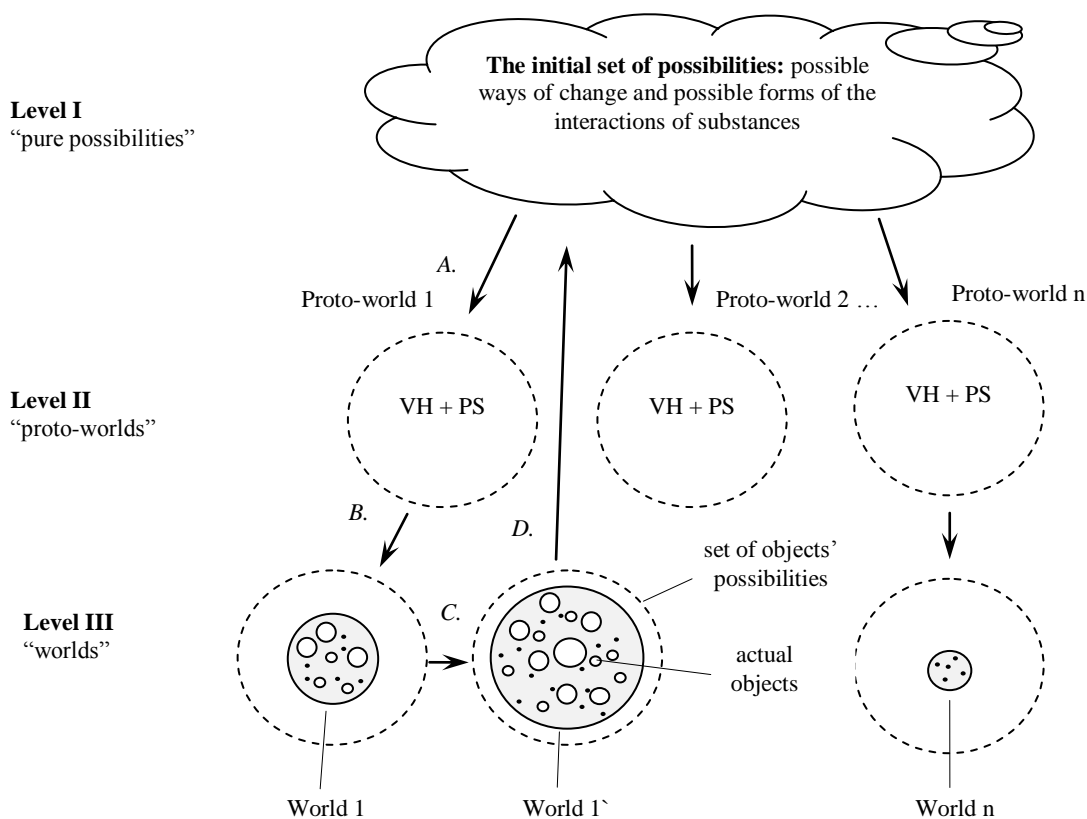 The initial set of possibilities: possible
ways of change and possible forms of the
interactions of substances
Level I
“pure possibilities”
A.
Proto-world 1
Proto-world 2 …
Proto-world n
Level II
“proto-worlds”
VH + PS
VH + PS
VH + PS
B.
D.
set of objects’
possibilities
Level III
“worlds”
C.
actual
objects
World 1
World 1`
World n